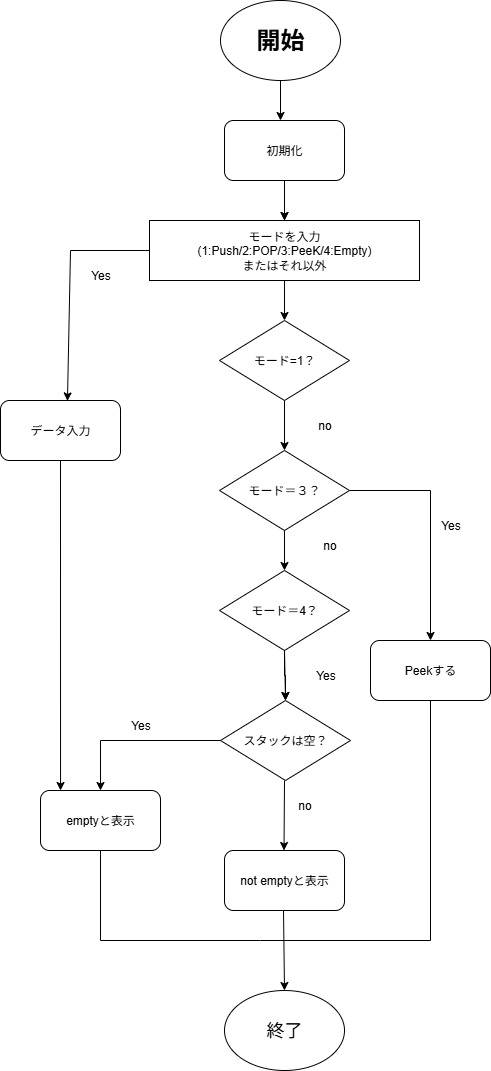 開始
初期化
モードを入力
(1:Push/2:POP/3:PeeK/4:Empty)
またはそれ以外
Yes
モード=1？
データ入力
no
モード＝３？
Yes
no
モード＝4？
Peekする
Yes
スタックは空？
Yes
emptyと表示
no
not emptyと表示
終了